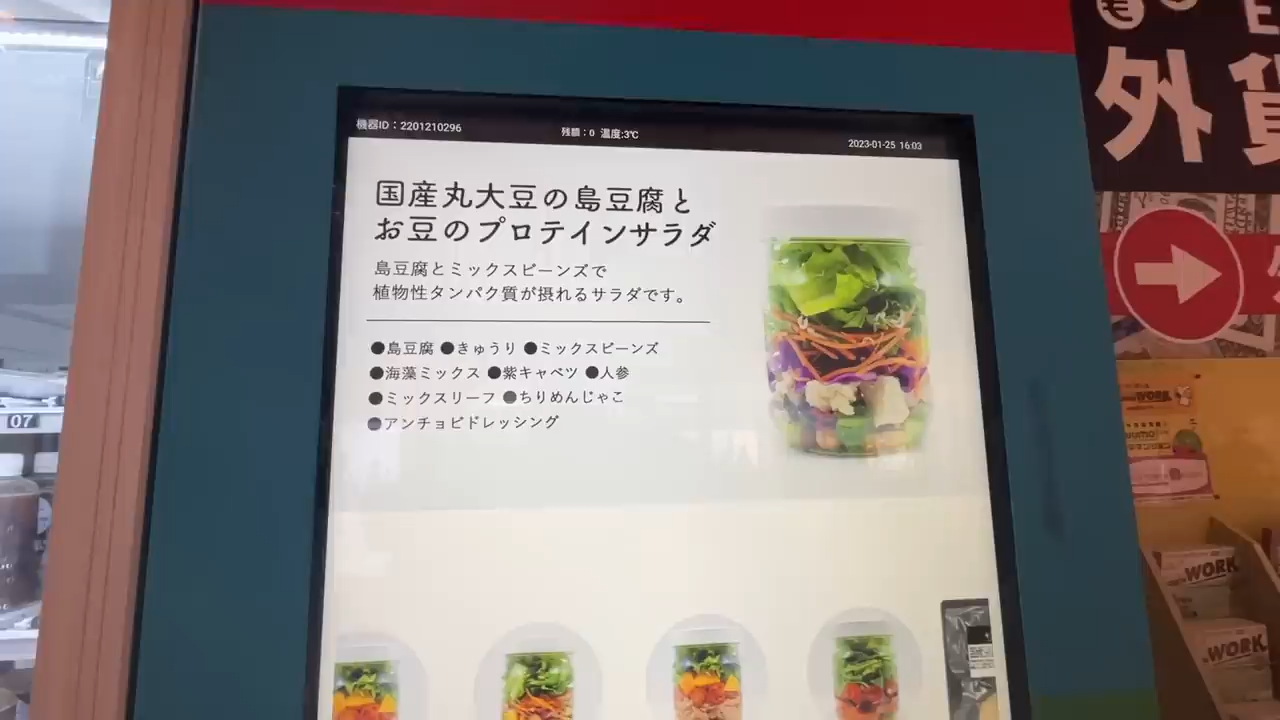 機器ID：2201210296
残額：0 温度:3℃
2023-01-25 16:03
国産丸大豆の島豆腐と
お豆のプロテインサラダ
島豆腐とミックスビーンズで
植物性タンパク質が摂れるサラダです。
●島豆腐 ●きゅうり ●ミックスビーンズ
●海藻ミックス ●紫キャベツ ●人参
●ミックスリーフ ●ちりめんじゃこ
●アンチョビドレッシング
07
外貨
WORK
WORK
WORK